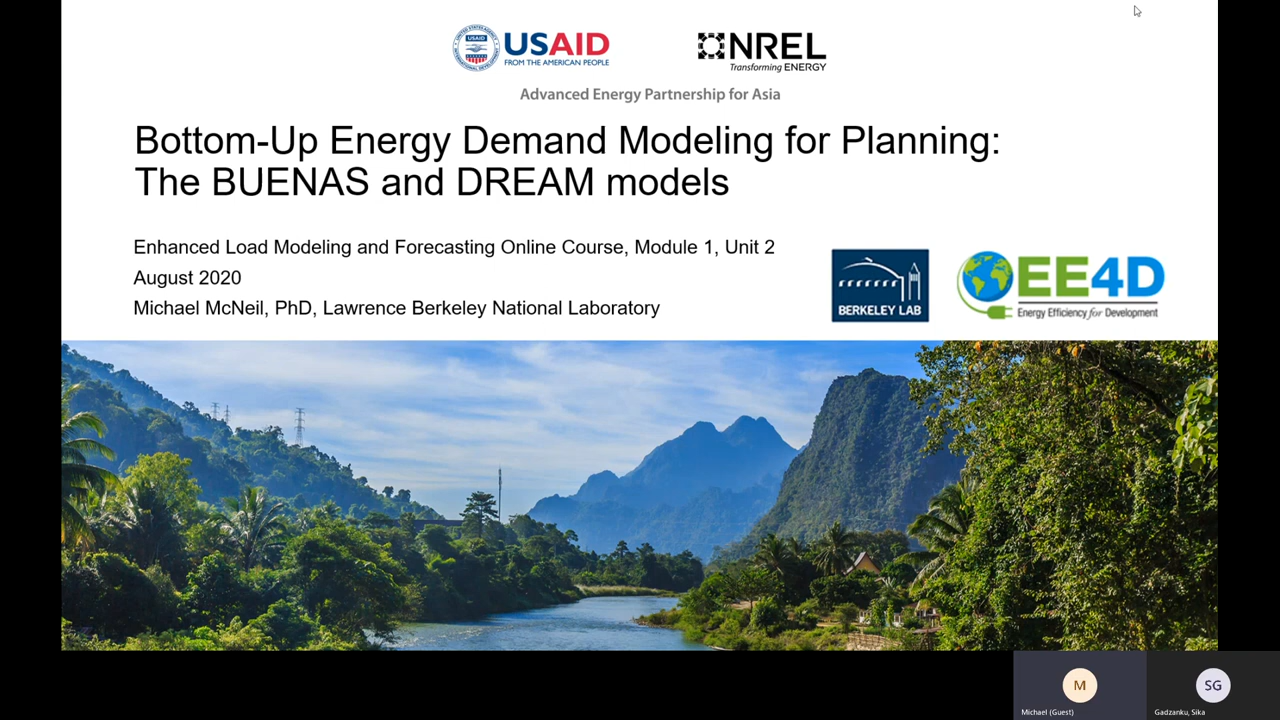 USAID
FROM THE AMERICAN PEOPLE
NREL
Transforming ENERGY
Advanced Energy Partnership for Asia
Bottom-Up Energy Demand Modeling for Planning:
The BUENAS and DREAM models
Enhanced Load Modeling and Forecasting Online Course, Module 1, Unit 2
August 2020
Michael McNeil, PhD, Lawrence Berkeley National Laboratory
BERKELEY LAB
EE4D
Energy Efficiency for Development
M
SG
Michael (Guest)
Gadzanku, Sika